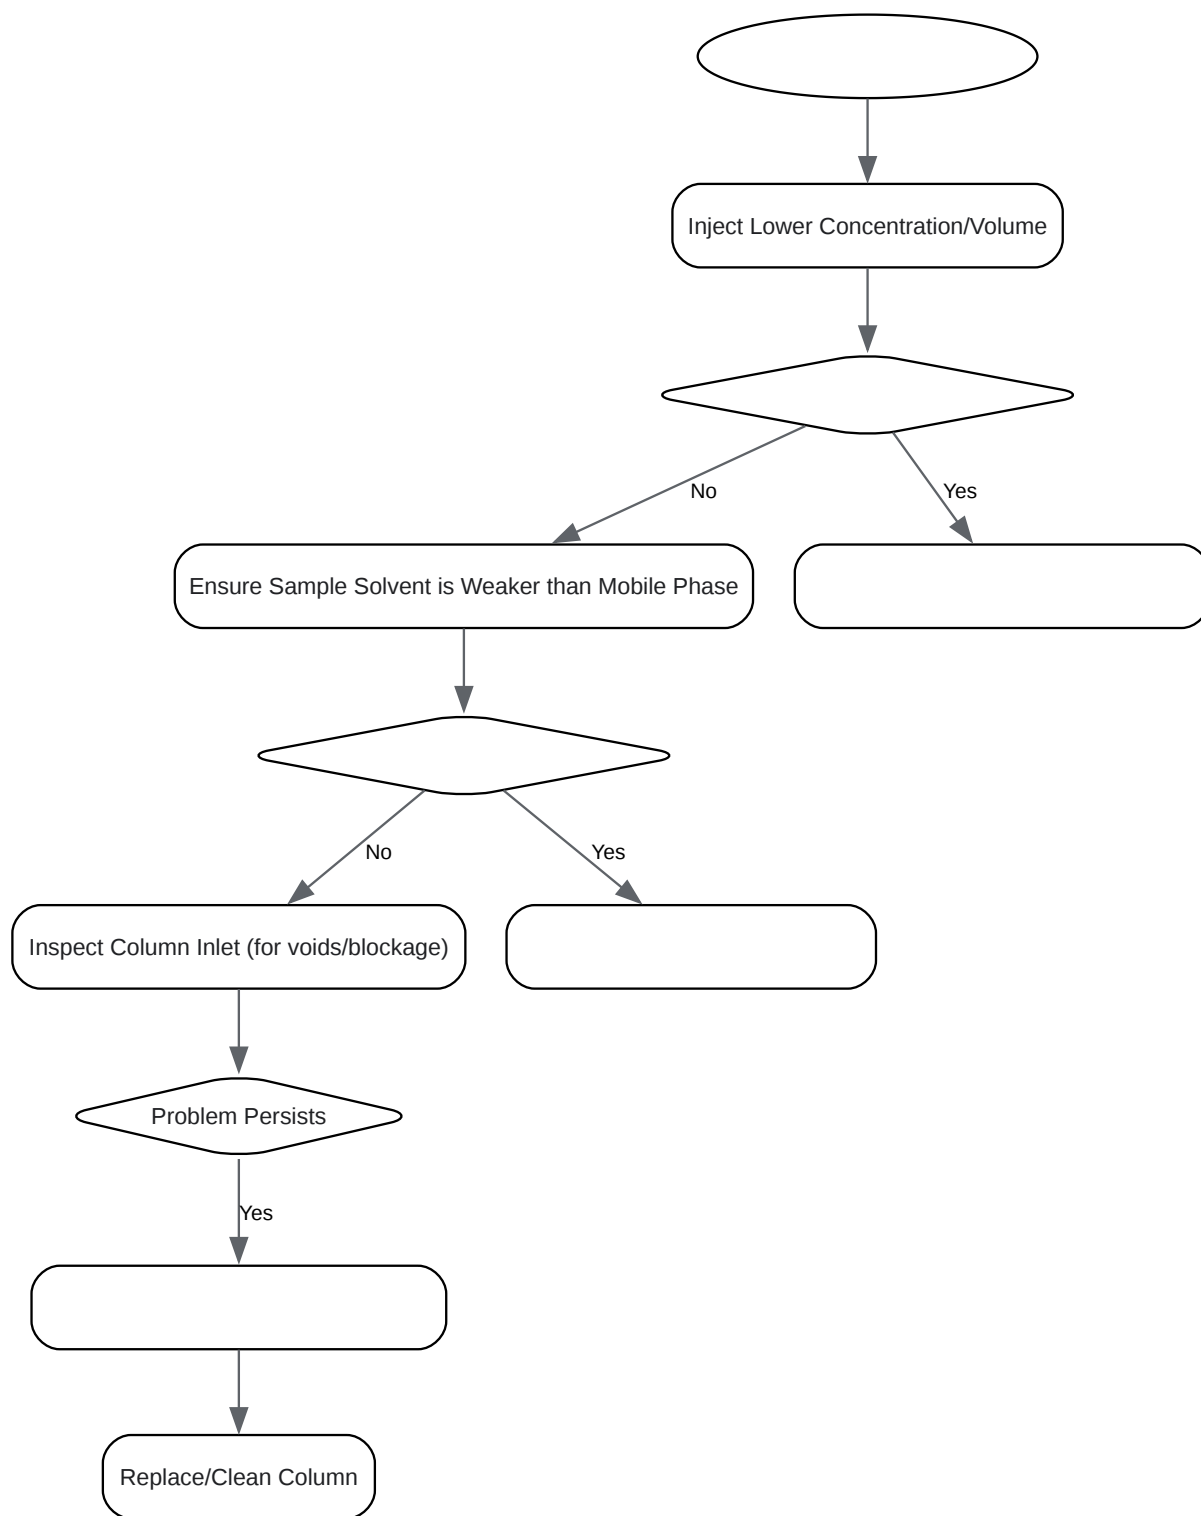 Inject Lower Concentration/Volume
No
Yes
Ensure Sample Solvent is Weaker than Mobile Phase
No
Yes
Inspect Column Inlet (for voids/blockage)
Problem Persists
Yes
Replace/Clean Column